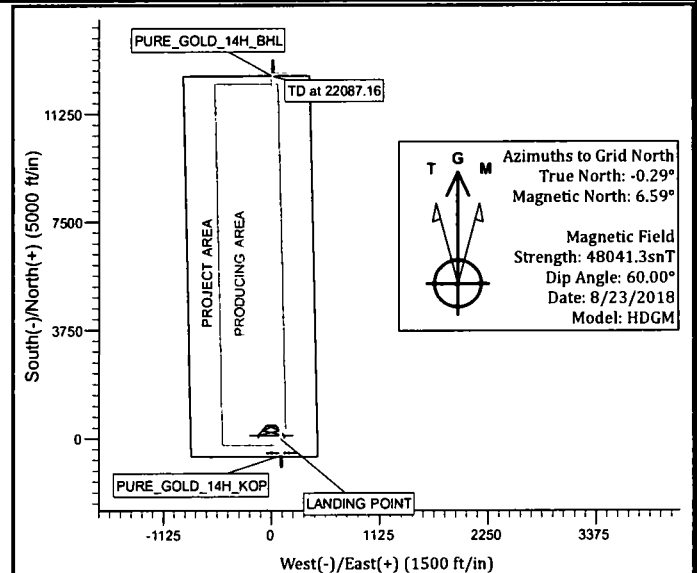 PURE_GOLD_14H_BHL
TD at 22087.16
11250
7500
3750
0
South(-)/North(+) (5000 ft/in)
PROJECT AREA
PRODUCING AREA
T G M
Azimuths to Grid North
True North: -0.29°
Magnetic North: 6.59°
Magnetic Field
Strength: 48041.3snT
Dip Angle: 60.00°
Date: 8/23/2018
Model: HDGM
PURE_GOLD_14H_KOP
LANDING POINT
-1125
0
1125
2250
3375
West(-)/East(+) (1500 ft/in)